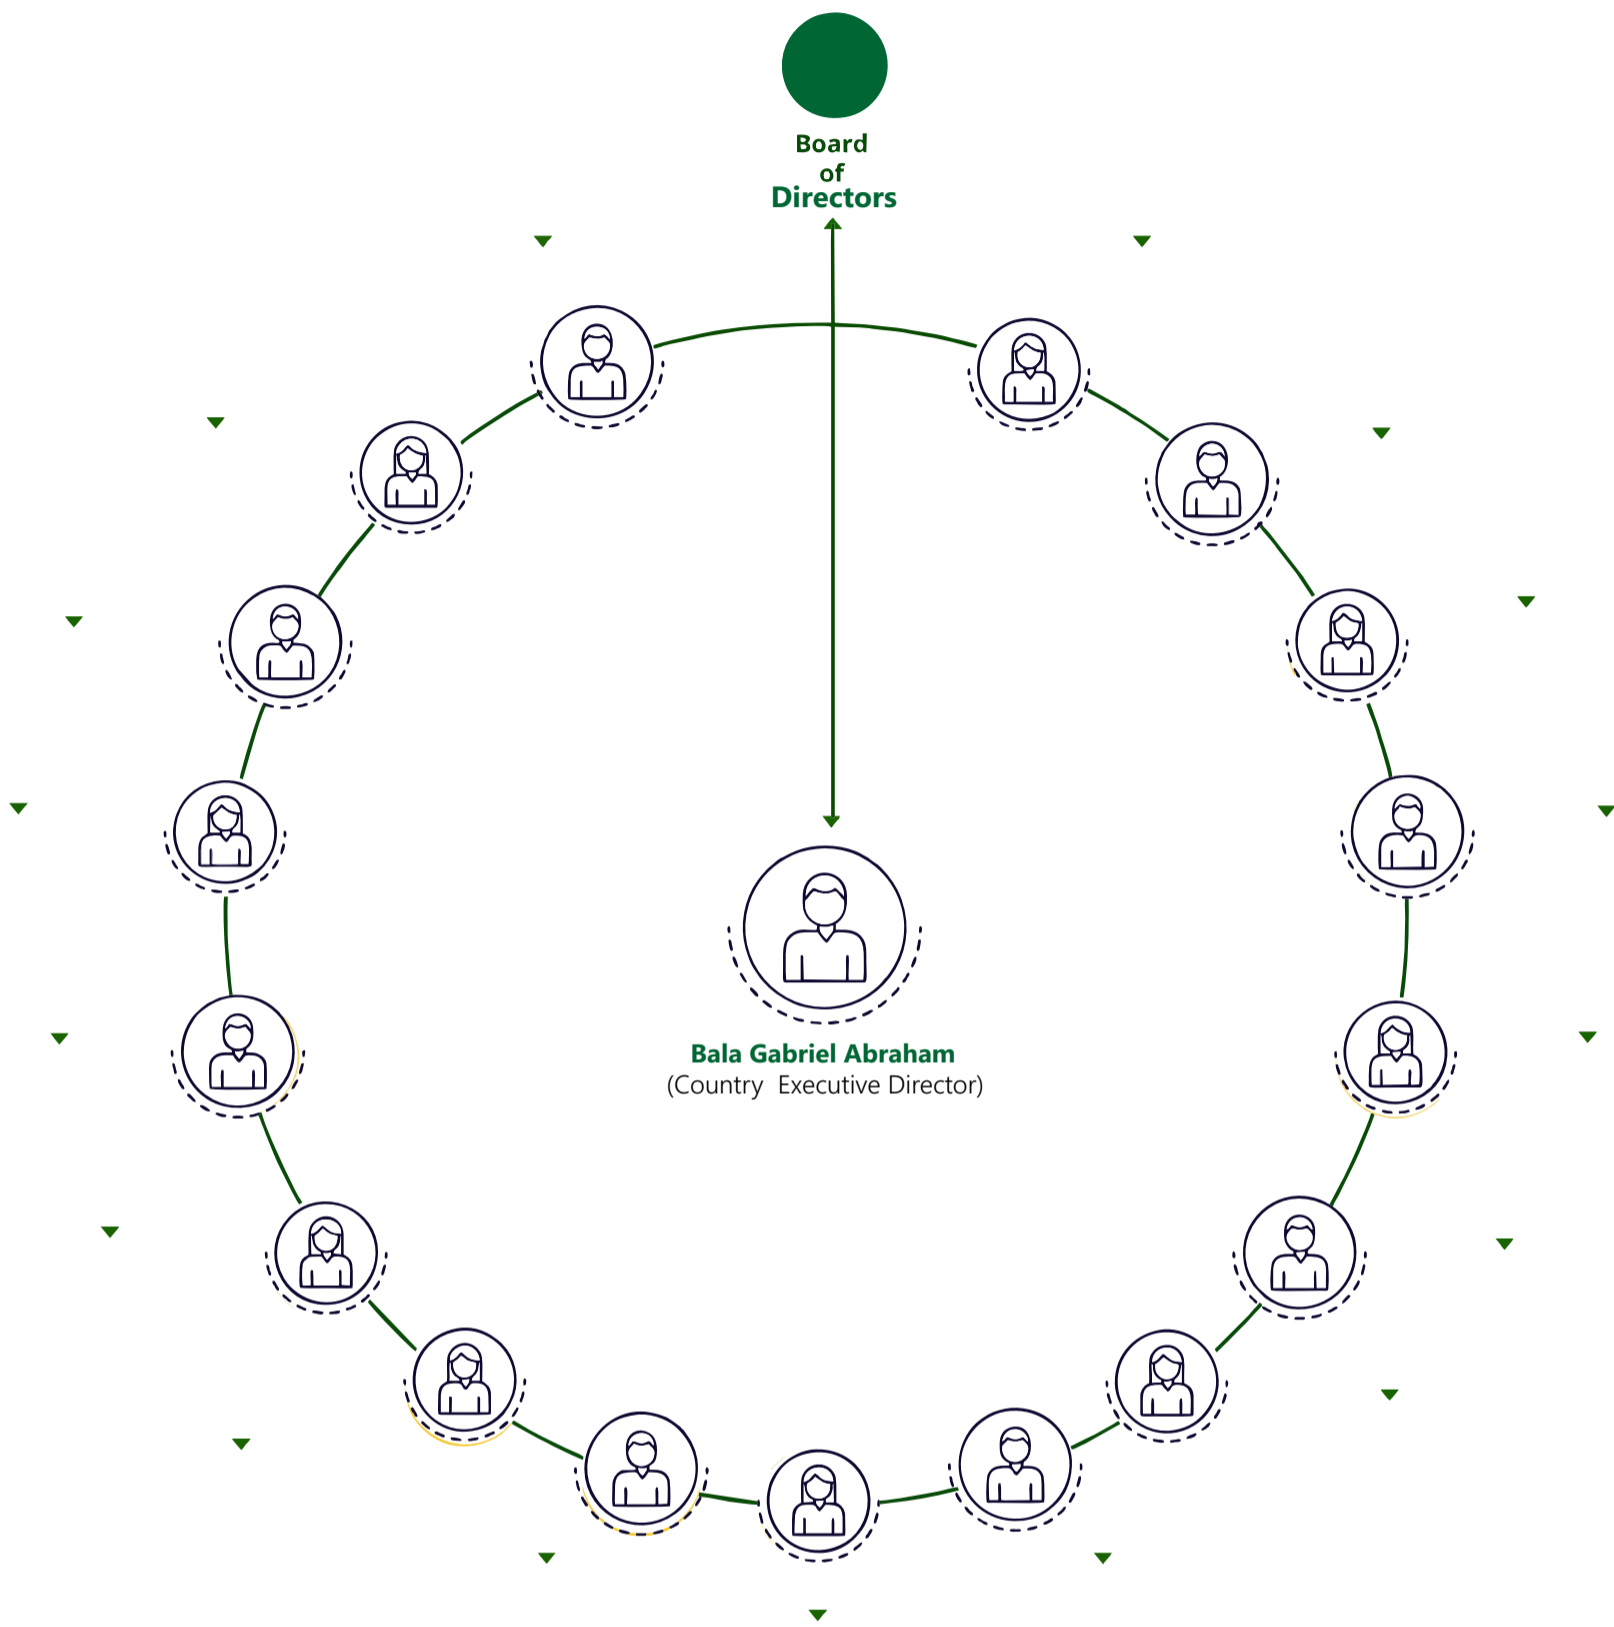 Board
of
Directors
Bala Gabriel Abraham
(Country  Executive Director)